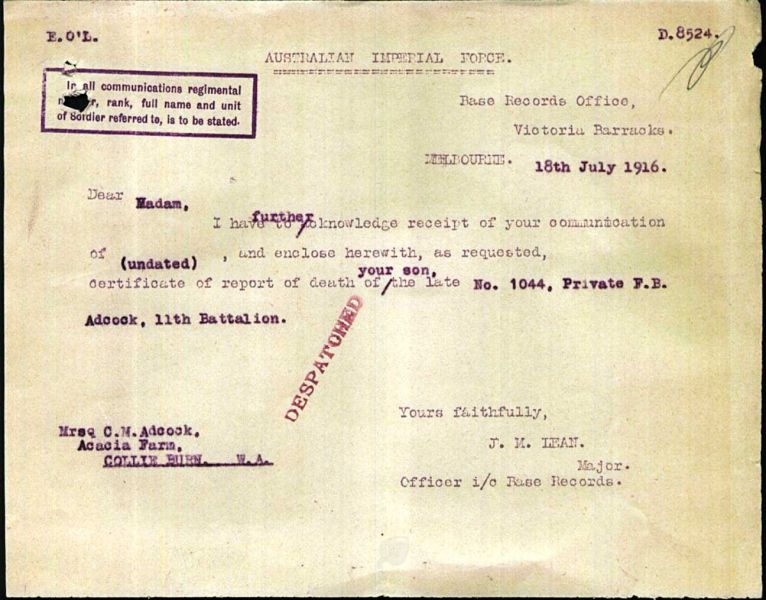 E.O'L.
D.8524.
AUSTRALIAN IMPERIAL FORCE.
In all communications regimental
rank, full name and unit
of Soldier referred to, is to be stated.
Base Records Office,
Victoria Barracks.
MELBOURNE. 18th July 1916.
Dear Madam,
further
I have to/acknowledge receipt of your communication
of (undated) , and enclose herewith, as requested,
your son,
certificate of report of death of/the late No. 1044, Private F.B.
Adcock, 11th Battalion.
DESPATCHED
Yours faithfully,
J. M. LEAN.
Major.
Officer i/c Base Records.
Mrsq C.M.Adcock,
Acacia Farm,
COLLIE BURN. W.A.